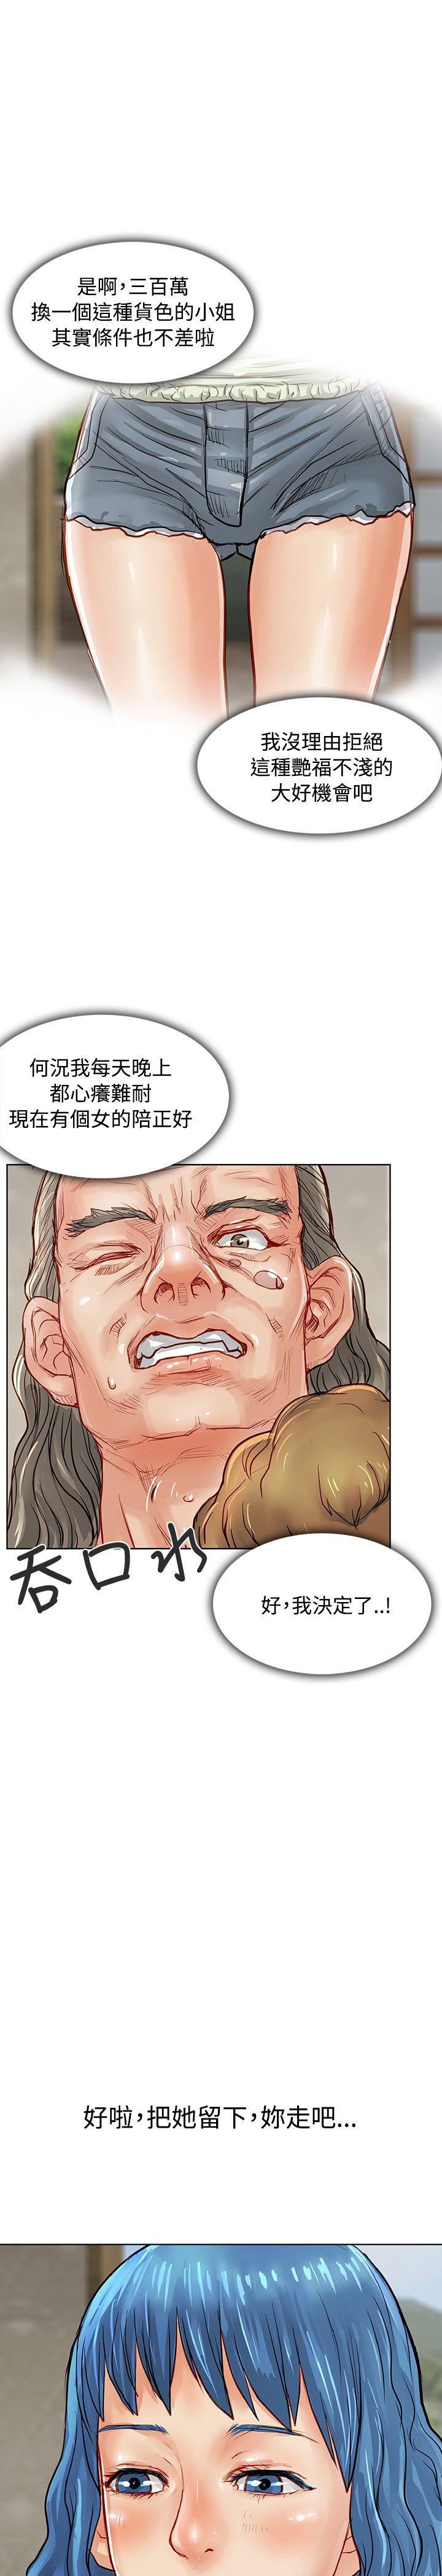 是啊,三百萬
換一個這種貨色的小姐
其實條件也不差啦
我沒理由拒絕
這種艷福不淺的
大好機會吧
何況我每天晚上
都心癢難耐
現在有個女的陪正好
吞口水
好,我決定了..!
好啦,把她留下,妳走吧...